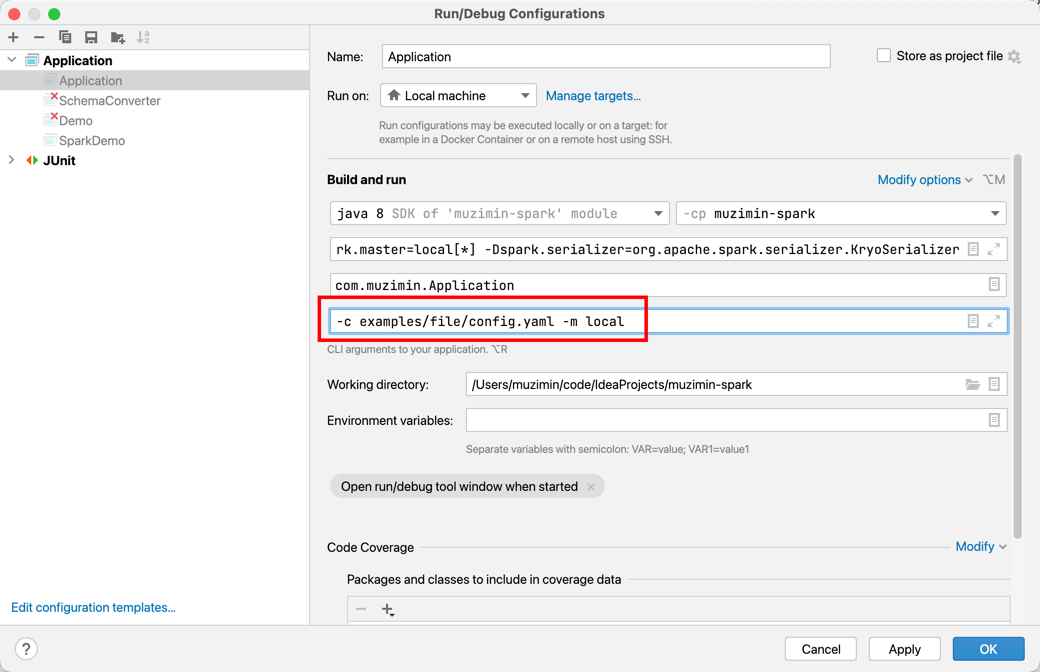 Run/Debug Configurations
Application
Application
SchemaConverter
Demo
SparkDemo
JUnit
Edit configuration templates...
Name: Application
Store as project file
Run on: Local machine Manage targets...
Run configurations may be executed locally or on a target: for
example in a Docker Container or on a remote host using SSH.
Build and run Modify options ⌥M
java 8 SDK of 'muzimin-spark' module -cp muzimin-spark
rk.master=local[*] -Dspark.serializer=org.apache.spark.serializer.KryoSerializer
com.muzimin.Application
-c examples/file/config.yaml -m local
CLI arguments to your application. ⌥R
Working directory: /Users/muzimin/code/IdeaProjects/muzimin-spark
Environment variables:
Separate variables with semicolon: VAR=value; VAR1=value1
Open run/debug tool window when started
Code Coverage Modify
Packages and classes to include in coverage data
? Cancel Apply OK